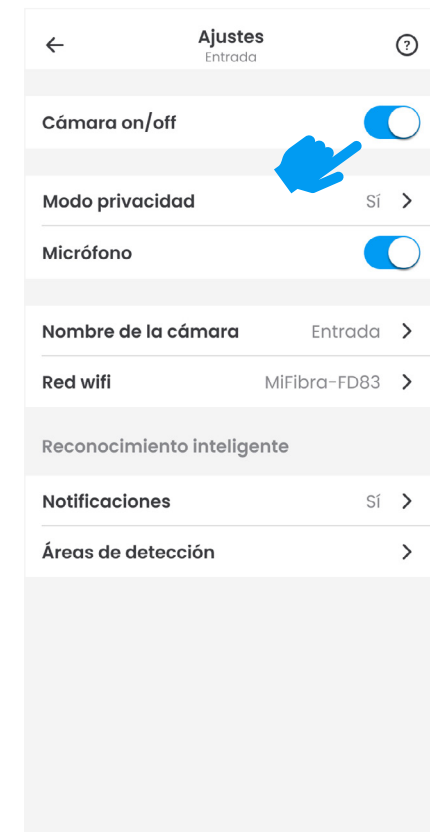 Ajustes
Entrada
?
Cámara on/off
Modo privacidad Sí
Micrófono
Nombre de la cámara Entrada
Red wifi MiFibra-FD83
Reconocimiento inteligente
Notificaciones Sí
Áreas de detección